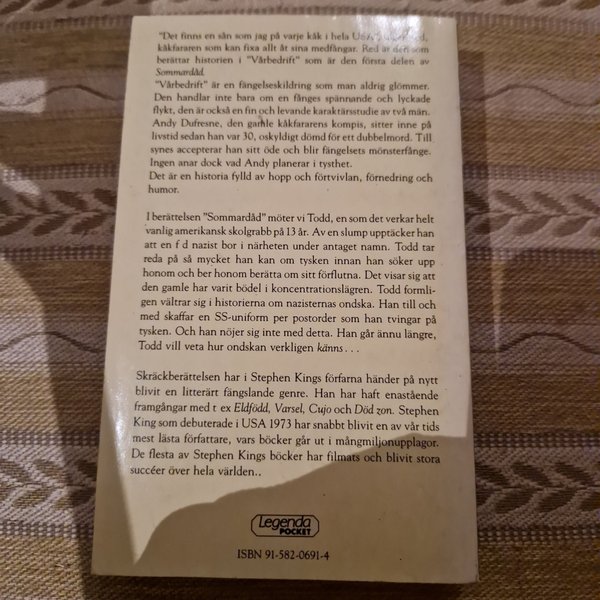 "Det finns en sån som jag på varje kåk i hela USA",
kåkfararen som kan fixa allt åt sina medfångar. Red är den som
berättar historien i "Vårbedrift" som är den första delen av
Sommardåd.
"Vårbedrift" är en fängelseskildring som man aldrig glömmer.
Den handlar inte bara om en fånges spännande och lyckade
flykt, den är också en fin och levande karaktärsstudie av två män.
Andy Dufresne, den gamle kåkfararens kompis, sitter inne på
livstid sedan han var 30, oskyldigt dömd för ett dubbelmord. Till
synes accepterar han sitt öde och blir fängelsets mönsterfånge.
Ingen anar dock vad Andy planerar i tysthet.
Det är en historia fylld av hopp och förtvivlan, förnedring och
humor.
I berättelsen "Sommardåd" möter vi Todd, en som det verkar helt
vanlig amerikansk skolgrabb på 13 år. Av en slump upptäcker han
att en f d nazist bor i närheten under antaget namn. Todd tar
reda på så mycket han kan om tysken innan han söker upp
honom och ber honom berätta om sitt förflutna. Det visar sig att
den gamle har varit bödel i koncentrationslägren. Todd formli-
gen vältrar sig i historierna om nazisternas ondska. Han till och
med skaffar en SS-uniform per postorder som han tvingar på
tysken. Och han nöjer sig inte med detta. Han går ännu längre,
Todd vill veta hur ondskan verkligen känns . . .
Skräckberättelsen har i Stephen Kings förfarna händer på nytt
blivit en litterärt fängslande genre. Han har haft enastående
framgångar med t ex Eldfödd, Varsel, Cujo och Död zon. Stephen
King som debuterade i USA 1973 har snabbt blivit en av vår tids
mest lästa författare, vars böcker går ut i mångmiljonupplagor.
De flesta av Stephen Kings böcker har filmats och blivit stora
succéer över hela världen..
Legenda
POCKET
ISBN 91-582-0691-4